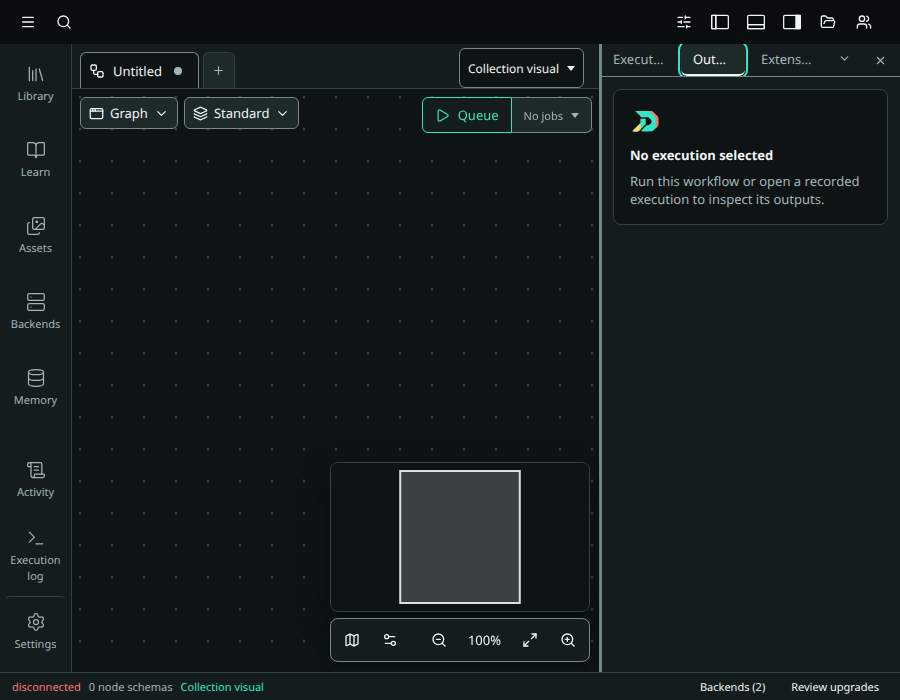 Library
Learn
Assets
Backends
Memory
Activity
Execution
log
Settings
Untitled
Collection visual
Graph
Standard
Queue
No jobs
100%
Execut...
Out...
Extens...
No execution selected
Run this workflow or open a recorded
execution to inspect its outputs.
disconnected 0 node schemas Collection visual
Backends (2) Review upgrades